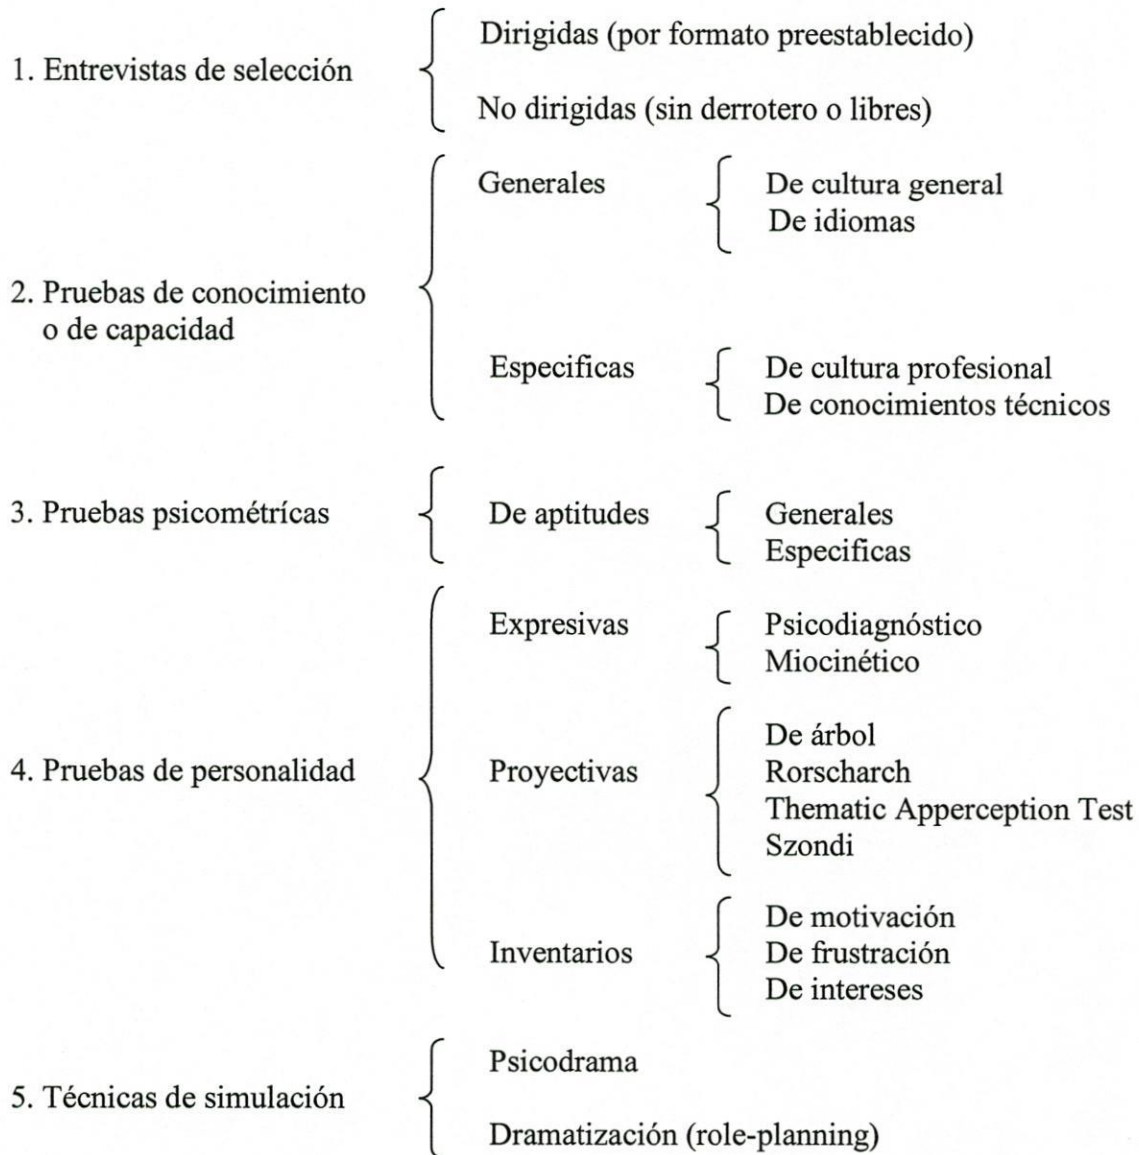 Dirigidas (por formato preestablecido)
1. Entrevistas de selección
No dirigidas (sin derrotero o libres)
Generales
De cultura general
De idiomas
2. Pruebas de conocimiento
o de capacidad
Especificas
De cultura profesional
De conocimientos técnicos
3. Pruebas psicométrícas
De aptitudes
Generales
Especificas
Expresivas
Psicodiagnóstico
Miocinético
4. Pruebas de personalidad
Proyectivas
De árbol
Rorscharch
Thematic Apperception Test
Szondi
Inventarios
De motivación
De frustración
De intereses
5. Técnicas de simulación
Psicodrama
Dramatización (role-planning)